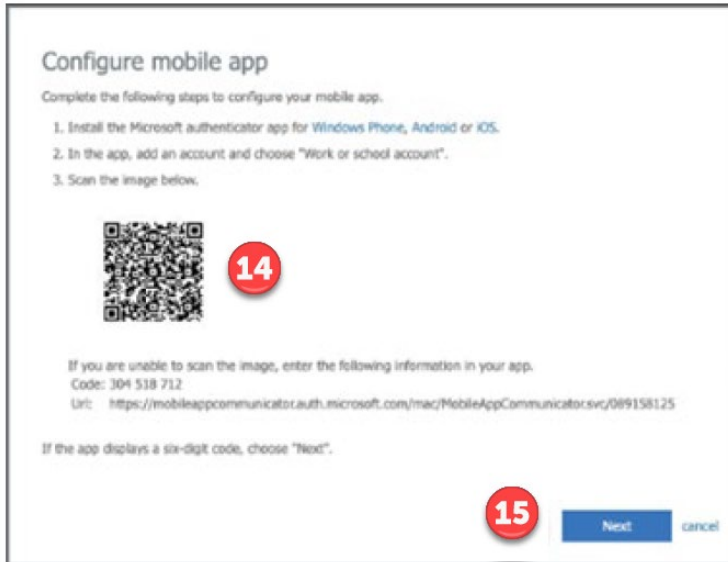 Configure mobile app
Complete the following steps to configure your mobile app.
1. Install the Microsoft authenticator app for Windows Phone, Android or iOS.
2. In the app, add an account and choose "Work or school account".
3. Scan the image below.
14
If you are unable to scan the image, enter the following information in your app.
Code: 304 518 712
Url: https://mobileappcommunicator.auth.microsoft.com/mac/MobileAppCommunicator.svc/089158125
If the app displays a six-digit code, choose "Next".
15
Next cancel